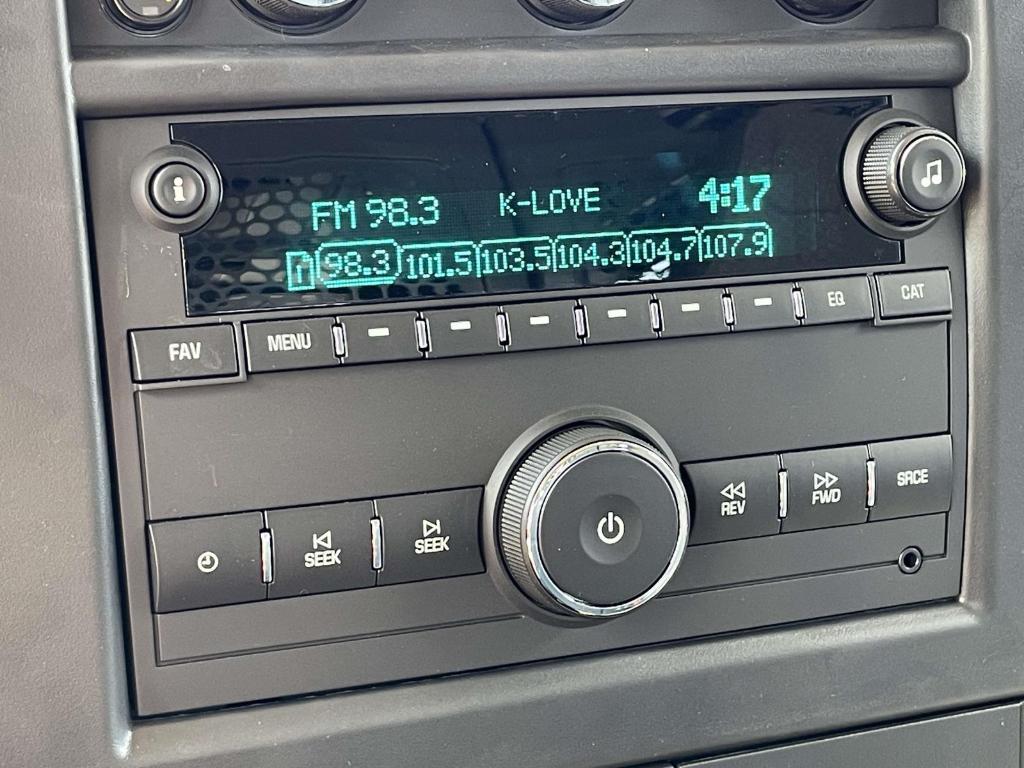 FM 98.3 K-LOVE 4:17
1 98.3 101.5 103.5 104.3 104.7 107.9
FAV MENU EQ CAT
SEEK SEEK REV FWD SRCE